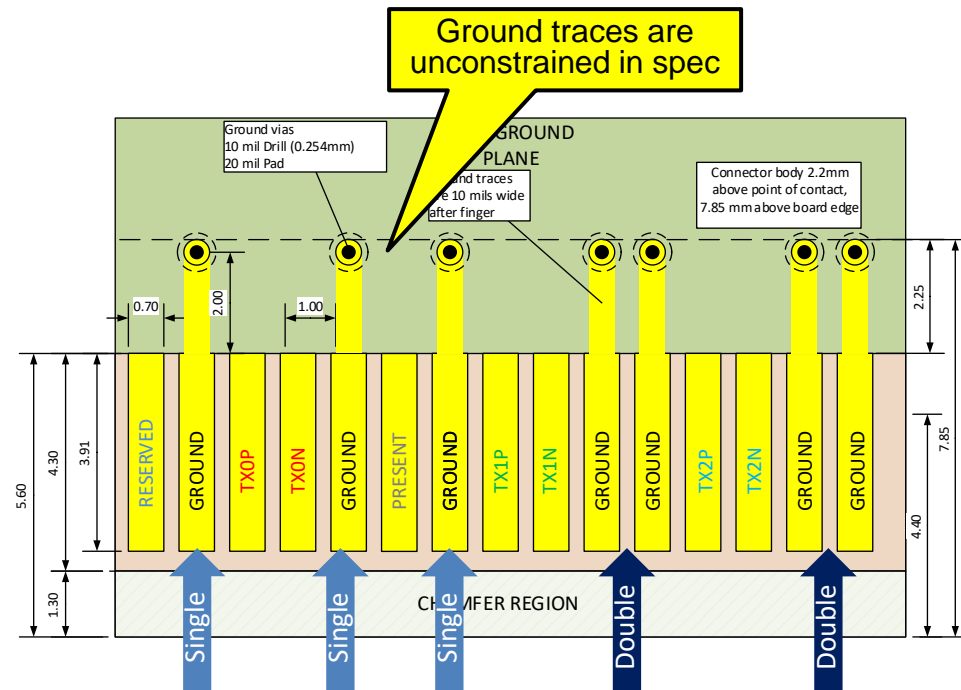 Ground traces are
unconstrained in spec
Ground vias
10 mil Drill (0.254mm)
20 mil Pad
GROUND
PLANE
10 mils wide
after finger
Connector body 2.2mm
above point of contact,
7.85 mm above board edge
0.70
2.00
1.00
2.25
5.60
4.30
3.91
7.85
4.40
1.30
RESERVED
GROUND
TX0P
TX0N
GROUND
PRESENT
GROUND
TX1P
TX1N
GROUND
GROUND
TX2P
TX2N
GROUND
GROUND
CHAMFER REGION
Single
Single
Single
Double
Double